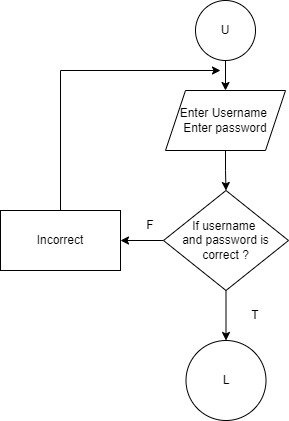 U
Enter Username
Enter password
If username
and password is
correct ?
F
Incorrect
T
L